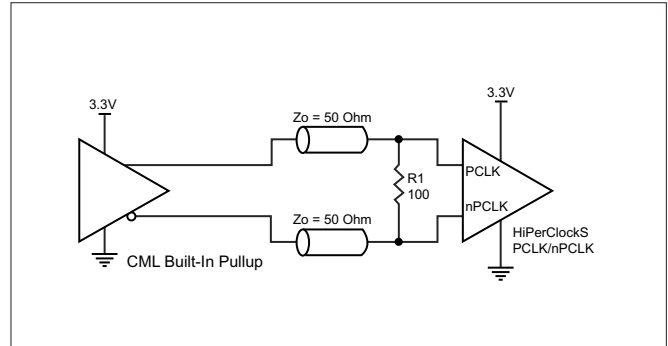 3.3V
3.3V
Zo = 50 Ohm
PCLK
R1
100
nPCLK
Zo = 50 Ohm
HiPerClockS
PCLK/nPCLK
CML Built-In Pullup